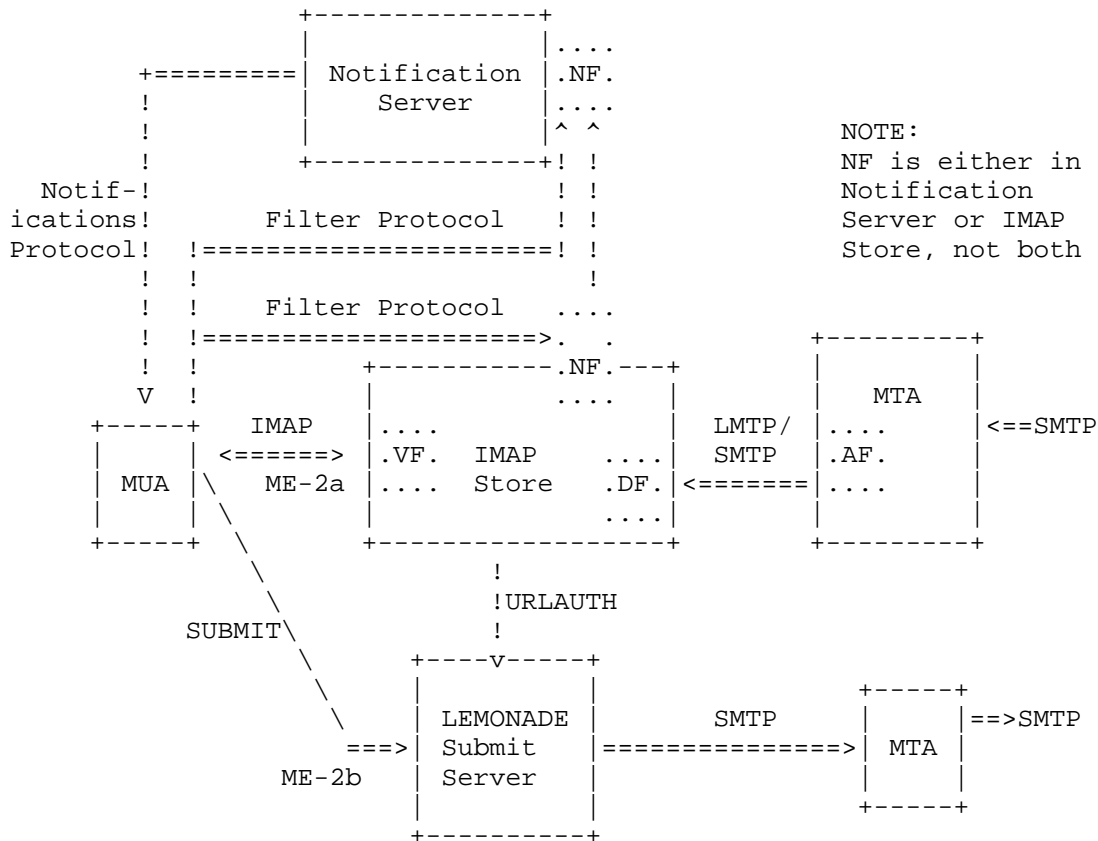 .NF.
Notification
Server
NOTE:
NF is either in
Notification
Server or IMAP
Store, not both
Notif-
ications
Protocol
Filter Protocol
Filter Protocol
.NF.
MTA
IMAP
LMTP/
<==SMTP
.VF. IMAP
SMTP
.AF.
MUA
ME-2a
Store
.DF.
URLAUTH
SUBMIT
LEMONADE
Submit
Server
SMTP
==>SMTP
MTA
ME-2b